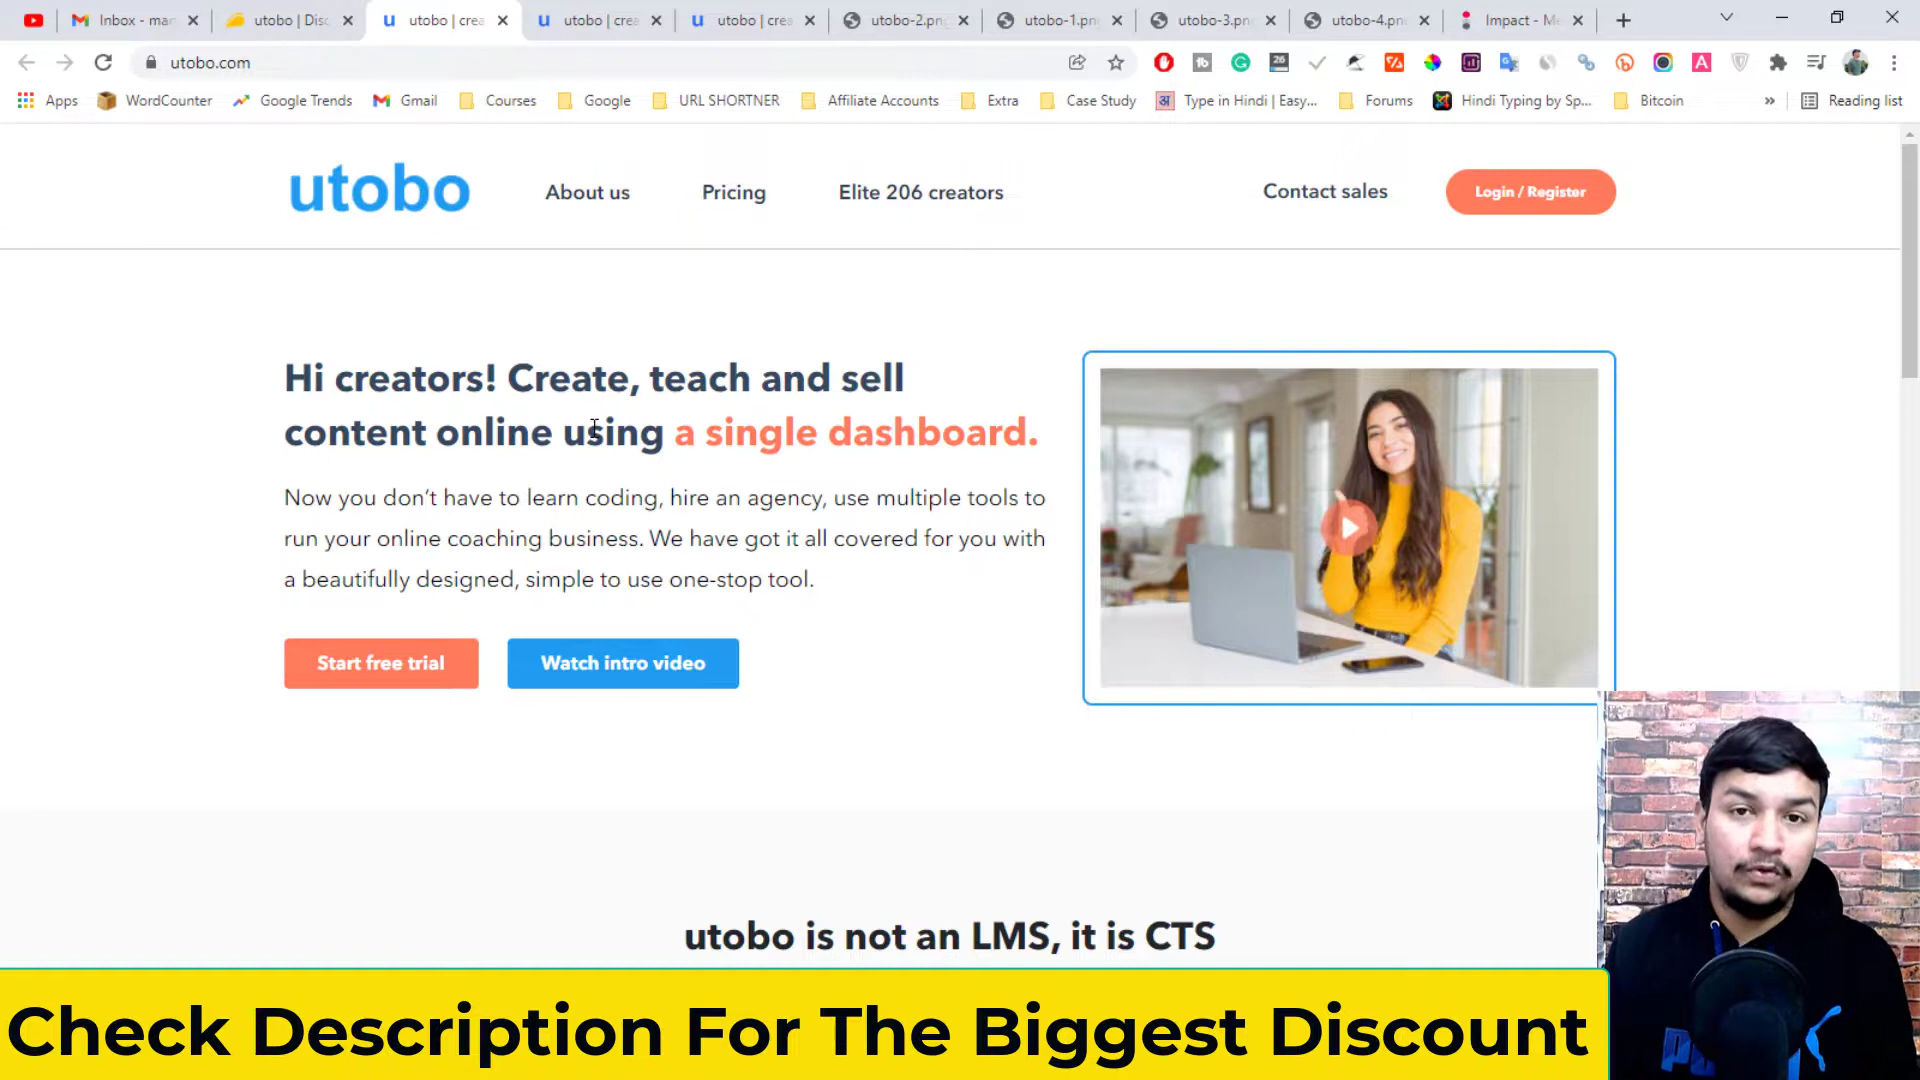 Inbox - mar
utobo | Disc
utobo | crea
utobo | crea
utobo | crea
utobo-2.png
utobo-1.png
utobo-3.png
utobo-4.png
Impact - Me
utobo.com
Apps
WordCounter
Google Trends
Gmail
Courses
Google
URL SHORTNER
Affiliate Accounts
Extra
Case Study
Type in Hindi | Easy...
Forums
Hindi Typing by Sp...
Bitcoin
Reading list
utobo
About us
Pricing
Elite 206 creators
Contact sales
Login / Register
Hi creators! Create, teach and sell
content online using a single dashboard.
Now you don't have to learn coding, hire an agency, use multiple tools to
run your online coaching business. We have got it all covered for you with
a beautifully designed, simple to use one-stop tool.
Start free trial
Watch intro video
utobo is not an LMS, it is CTS
Check Description For The Biggest Discount